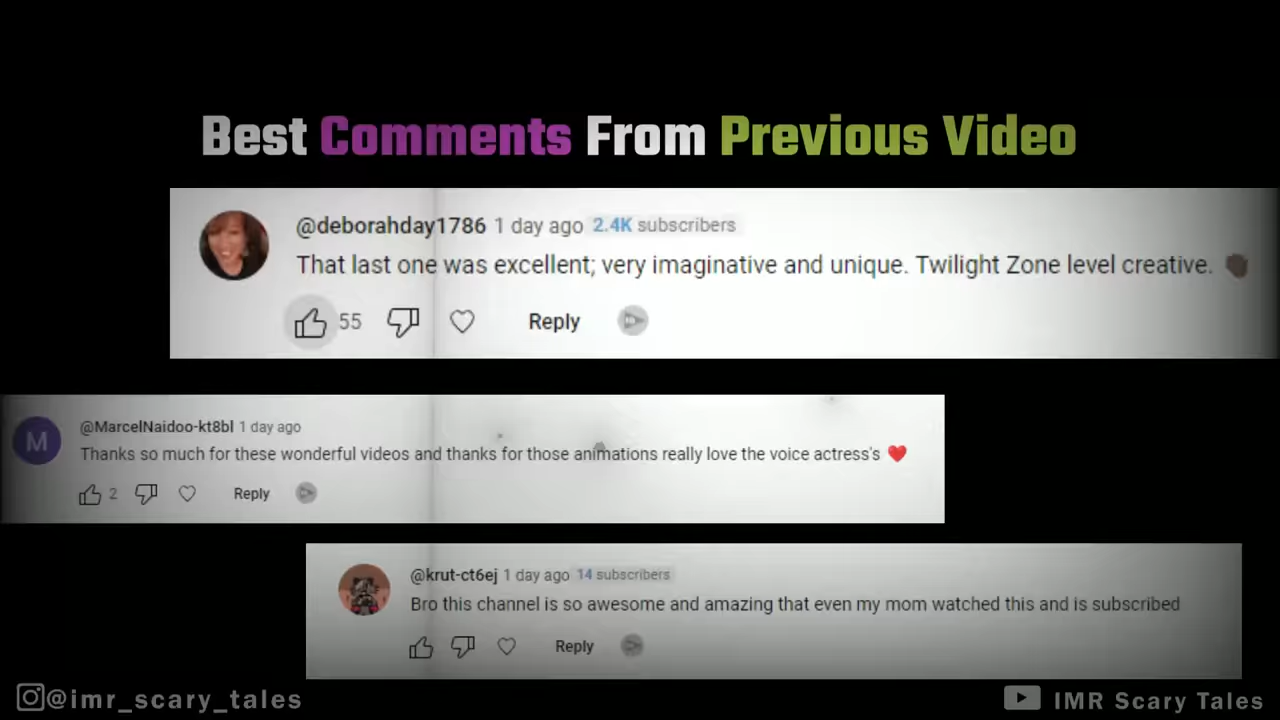 Best Comments From Previous Video
@deborahday1786 1 day ago 2.4K subscribers
That last one was excellent; very imaginative and unique. Twilight Zone level creative.
55 Reply
M
@MarcelNaidoo-kt8bl 1 day ago
Thanks so much for these wonderful videos and thanks for those animations really love the voice actress's ❤️
2 Reply
@krut-ct6ej 1 day ago 14 subscribers
Bro this channel is so awesome and amazing that even my mom watched this and is subscribed
Reply
@imr_scary_tales
IMR Scary Tales